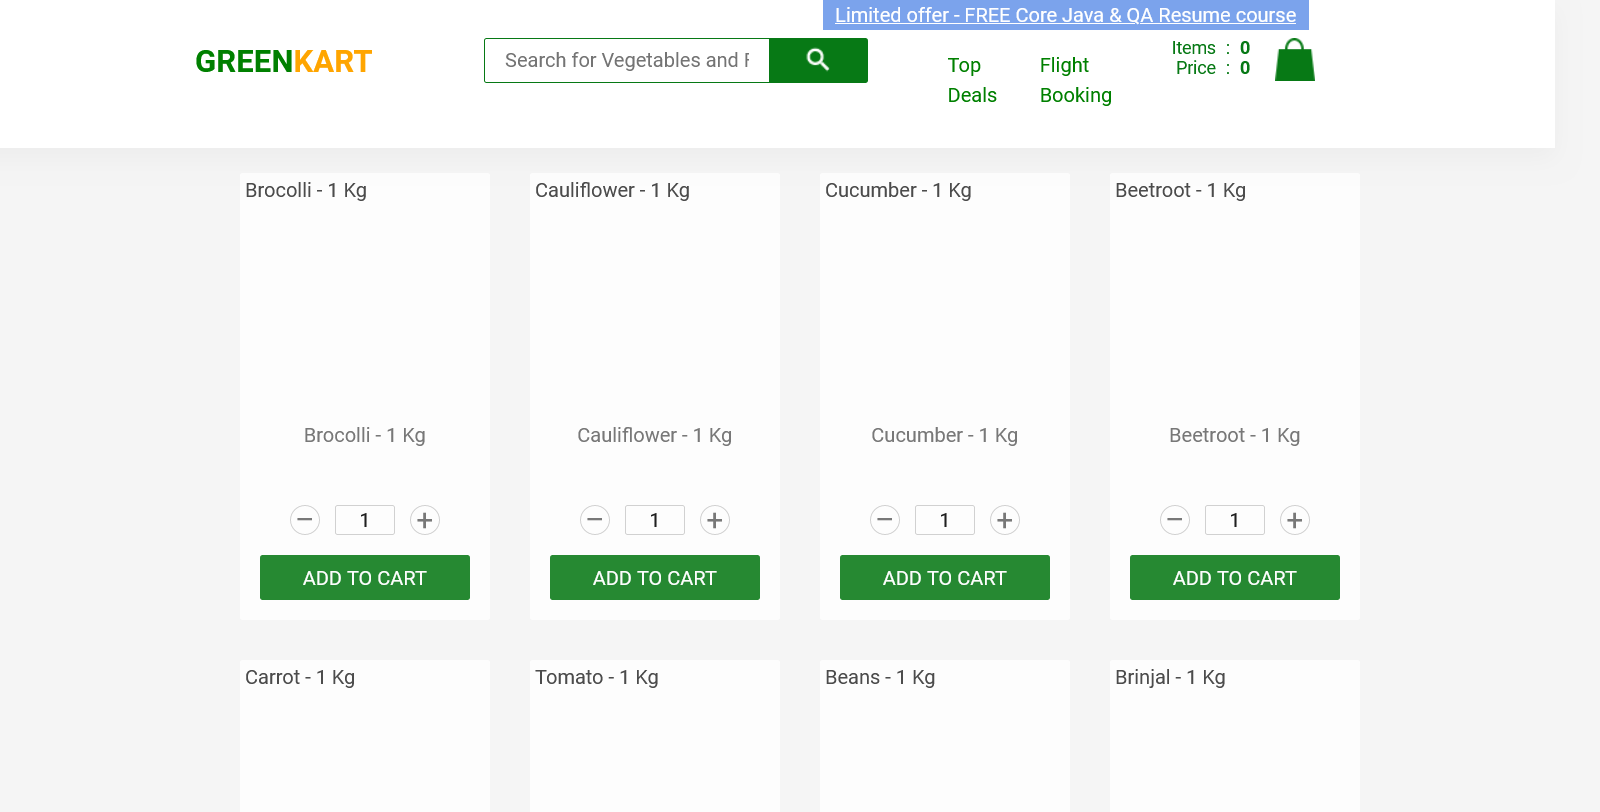 Limited offer - FREE Core Java & QA Resume course
GREENKART
Search for Vegetables and F
Top Deals
Flight Booking
Items : 0
Price : 0
Brocolli - 1 Kg
Cauliflower - 1 Kg
Cucumber - 1 Kg
Beetroot - 1 Kg
Brocolli - 1 Kg
Cauliflower - 1 Kg
Cucumber - 1 Kg
Beetroot - 1 Kg
– 1 +
– 1 +
– 1 +
– 1 +
ADD TO CART
ADD TO CART
ADD TO CART
ADD TO CART
Carrot - 1 Kg
Tomato - 1 Kg
Beans - 1 Kg
Brinjal - 1 Kg